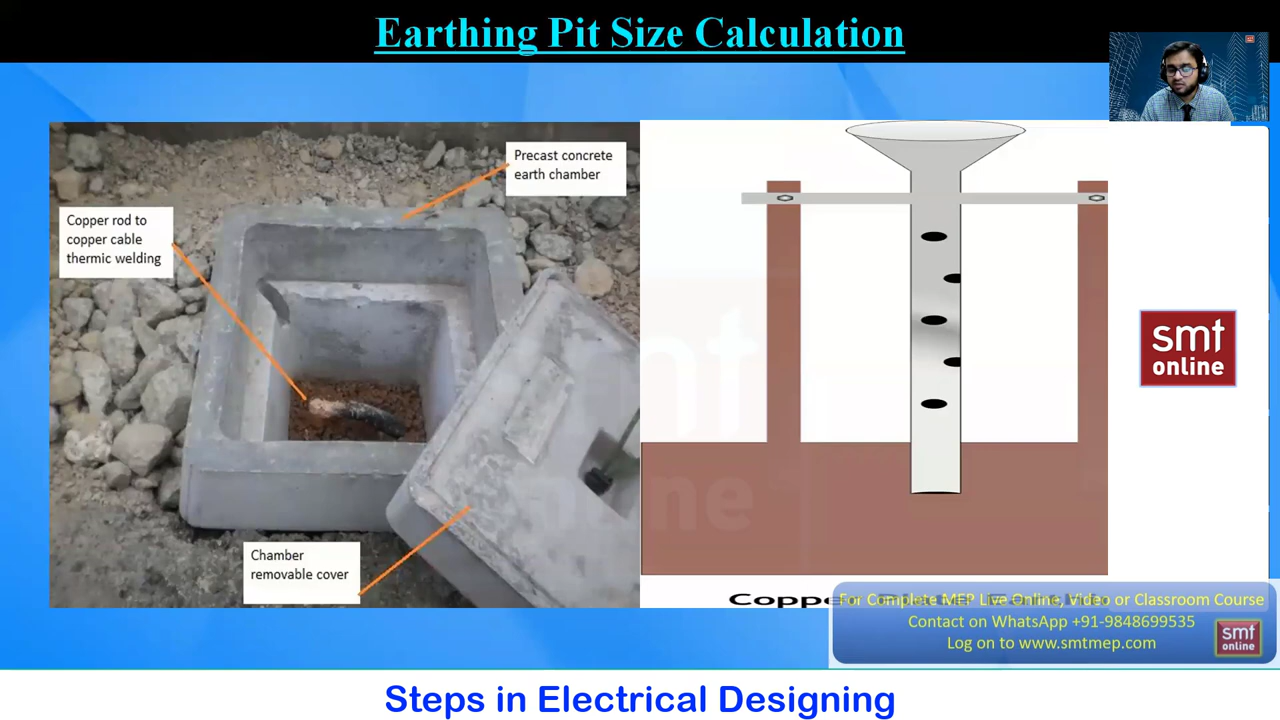 Earthing Pit Size Calculation
Precast concrete
earth chamber
Copper rod to
copper cable
thermic welding
smt
online
Chamber
removable cover
For Complete MEP Live Online, Video or Classroom Course
Contact on WhatsApp +91-9848699535
Log on to www.smtmep.com
smt
online
Steps in Electrical Designing